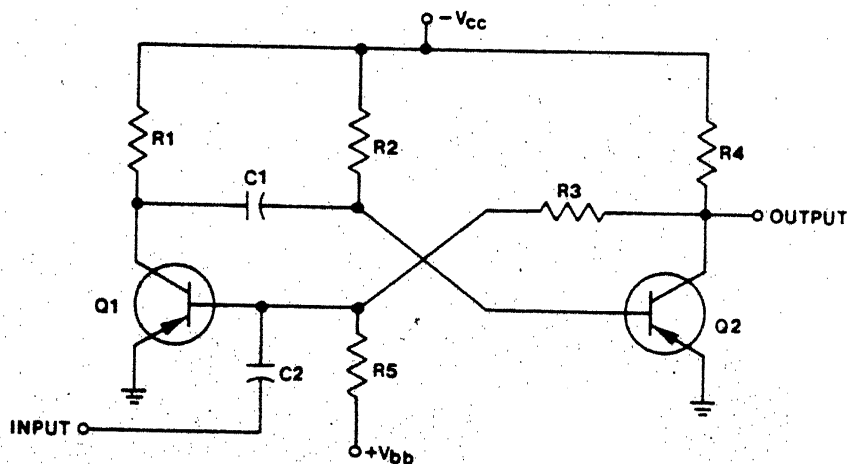 -Vcc
R1
R2
R4
C1
R3
OUTPUT
Q1
Q2
C2
R5
INPUT
+Vbb